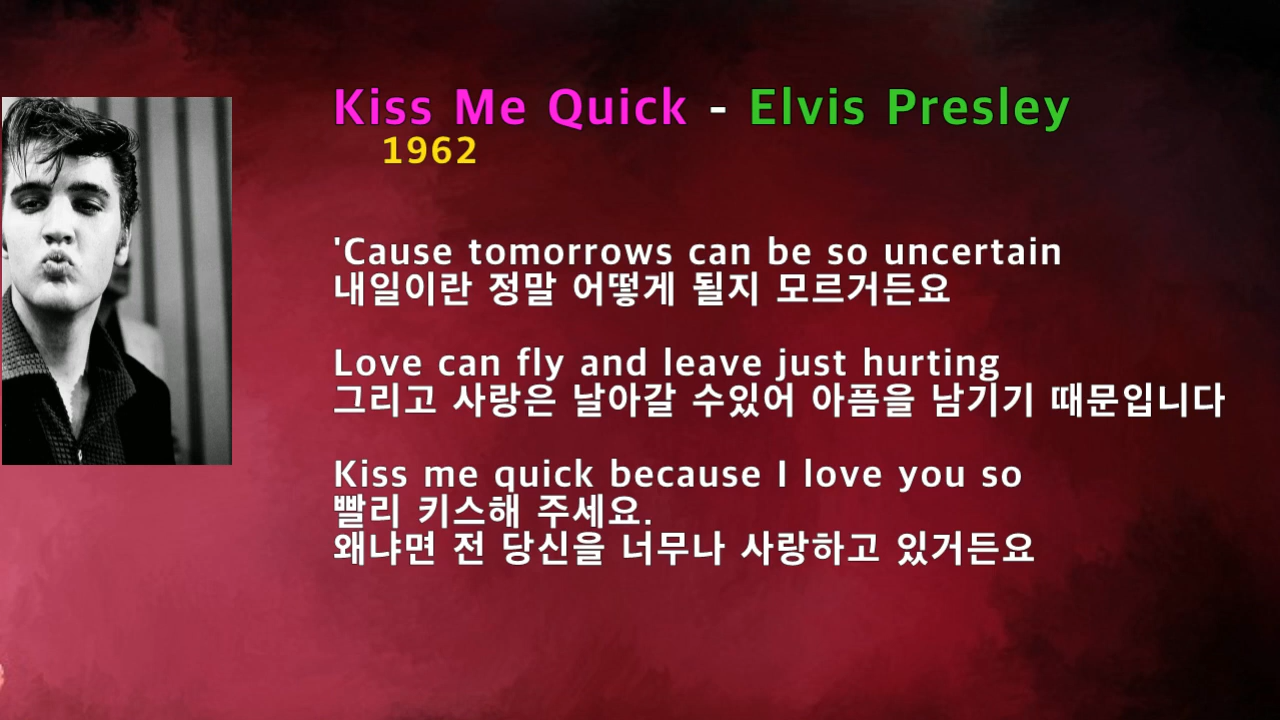 Kiss Me Quick - Elvis Presley
1962
'Cause tomorrows can be so uncertain
내일이란 정말 어떻게 될지 모르거든요
Love can fly and leave just hurting
그리고 사랑은 날아갈 수있어 아픔을 남기기 때문입니다
Kiss me quick because I love you so
빨리 키스해 주세요.
왜냐면 전 당신을 너무나 사랑하고 있거든요